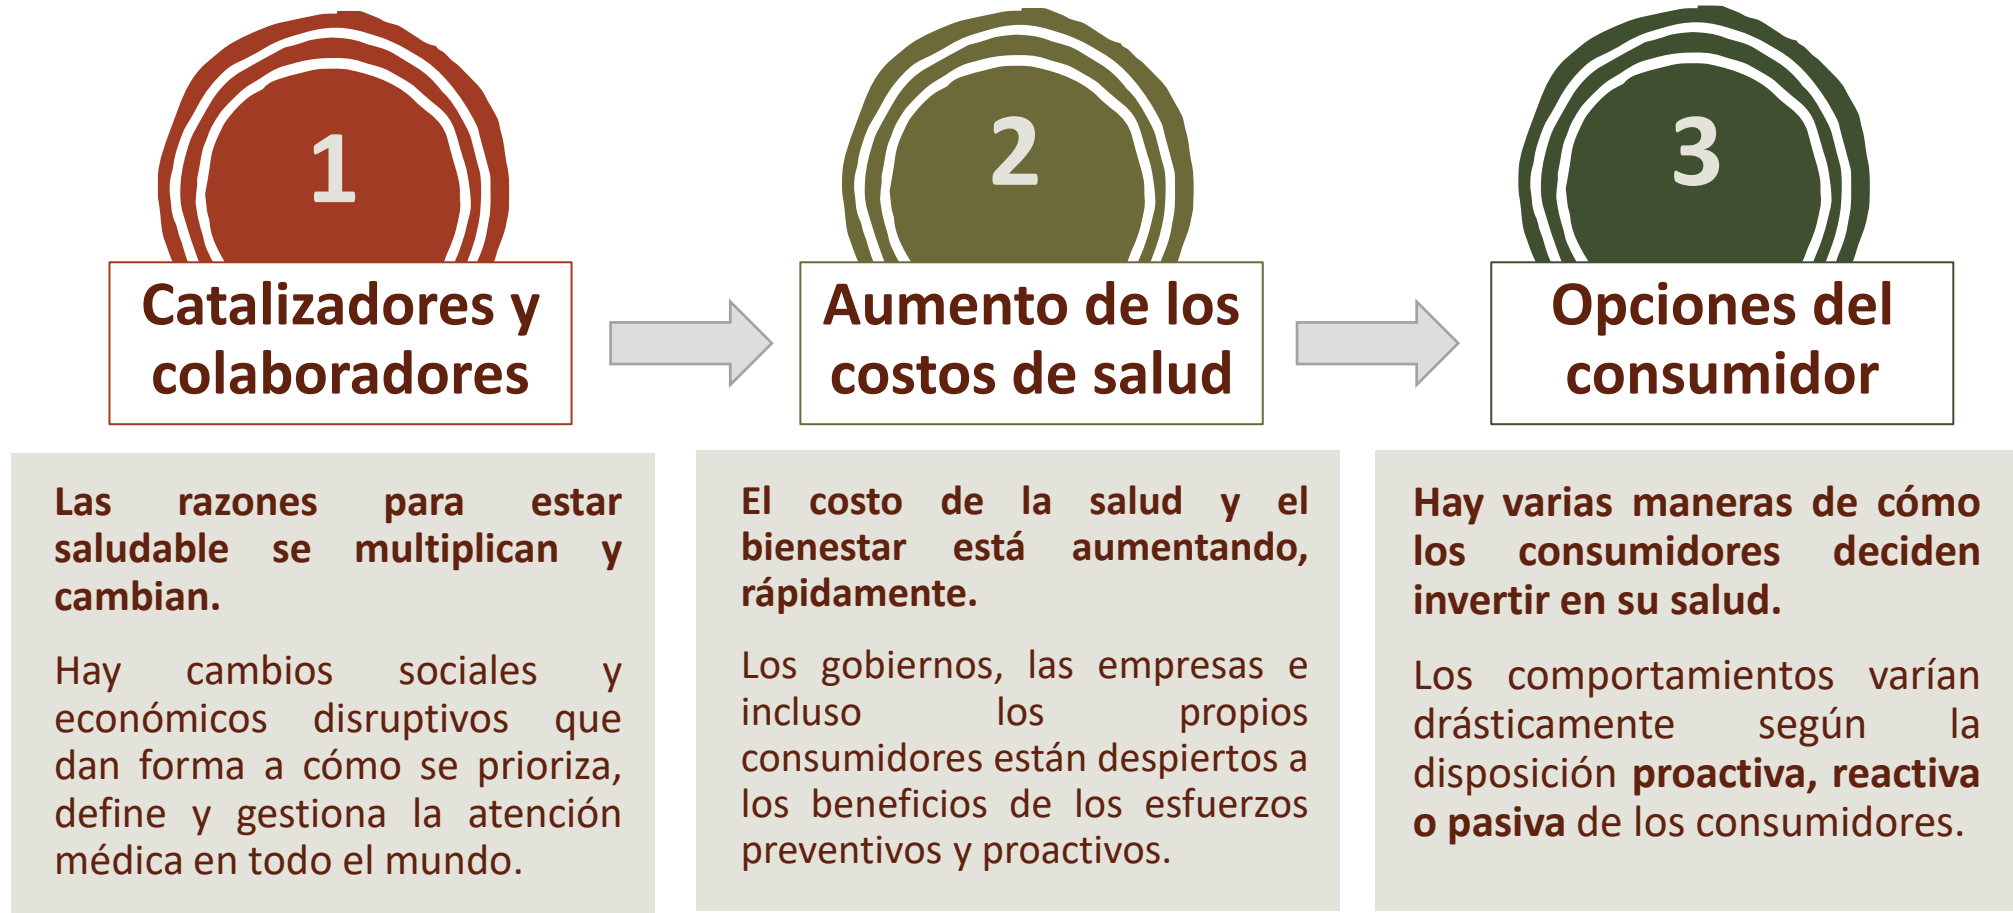 1
Catalizadores y
colaboradores
Las razones para estar
saludable se multiplican y
cambian.
Hay cambios sociales y
económicos disruptivos que
dan forma a cómo se prioriza,
define y gestiona la atención
médica en todo el mundo.
2
Aumento de los
costos de salud
El costo de la salud y el
bienestar está aumentando,
rápidamente.
Los gobiernos, las empresas e
incluso los propios
consumidores están despiertos a
los beneficios de los esfuerzos
preventivos y proactivos.
3
Opciones del
consumidor
Hay varias maneras de cómo
los consumidores deciden
invertir en su salud.
Los comportamientos varían
drásticamente según la
disposición proactiva, reactiva
o pasiva de los consumidores.